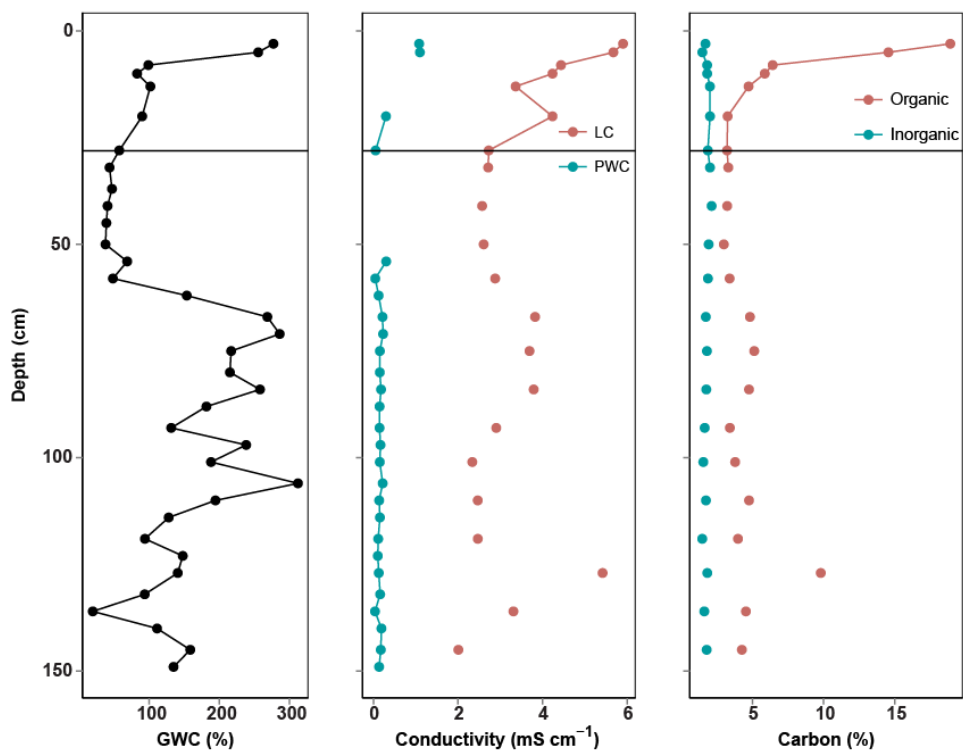 0
50
100
150
Depth (cm)
Organic
Inorganic
LC
PWC
100 200 300
0 2 4 6
5 10 15
GWC (%)
Conductivity (mS cm⁻¹)
Carbon (%)